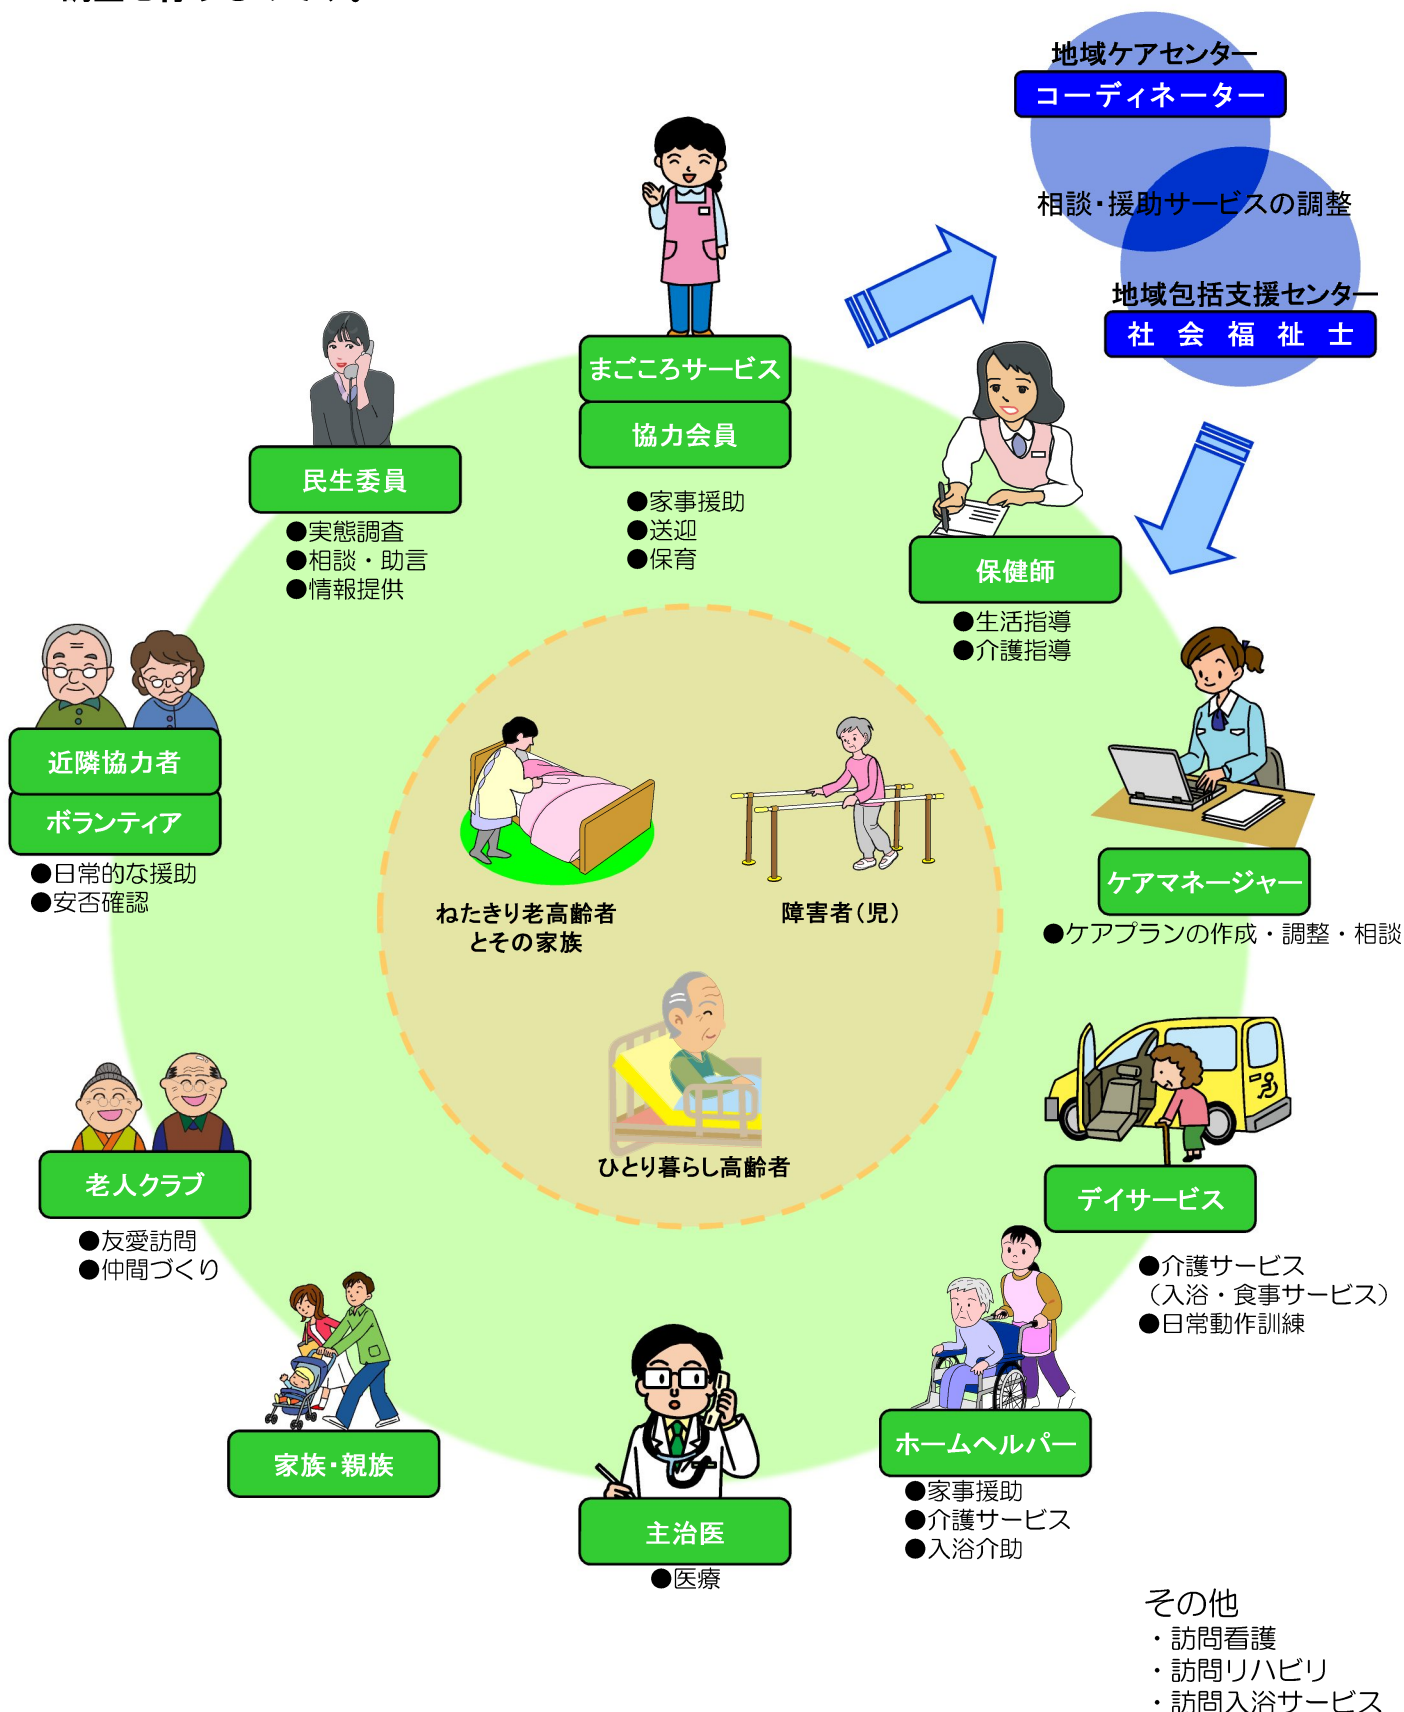 地域ケアセンター
コーディネーター
相談・援助サービスの調整
地域包括支援センター
社会福祉士
まごころサービス
協力会員
●家事援助
●送迎
●保育
民生委員
●実態調査
●相談・助言
●情報提供
保健師
●生活指導
●介護指導
近隣協力者
ボランティア
●日常的な援助
●安否確認
ケアマネージャー
●ケアプランの作成・調整・相談
ねたきり老高齢者
とその家族
障害者(児)
ひとり暮らし高齢者
老人クラブ
●友愛訪問
●仲間づくり
デイサービス
●介護サービス
(入浴・食事サービス)
●日常動作訓練
家族・親族
主治医
●医療
ホームヘルパー
●家事援助
●介護サービス
●入浴介助
その他
・訪問看護
・訪問リハビリ
・訪問入浴サービス